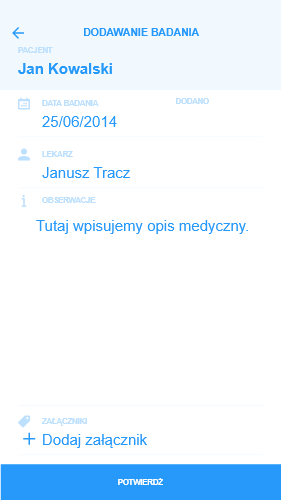 DODAWANIE BADANIA
PACJENT
Jan Kowalski
DATA BADANIA
DODANO
25/06/2014
LEKARZ
Janusz Tracz
OBSERWACJE
Tutaj wpisujemy opis medyczny.
ZAŁĄCZNIKI
+ Dodaj załącznik
POTWIERDŹ